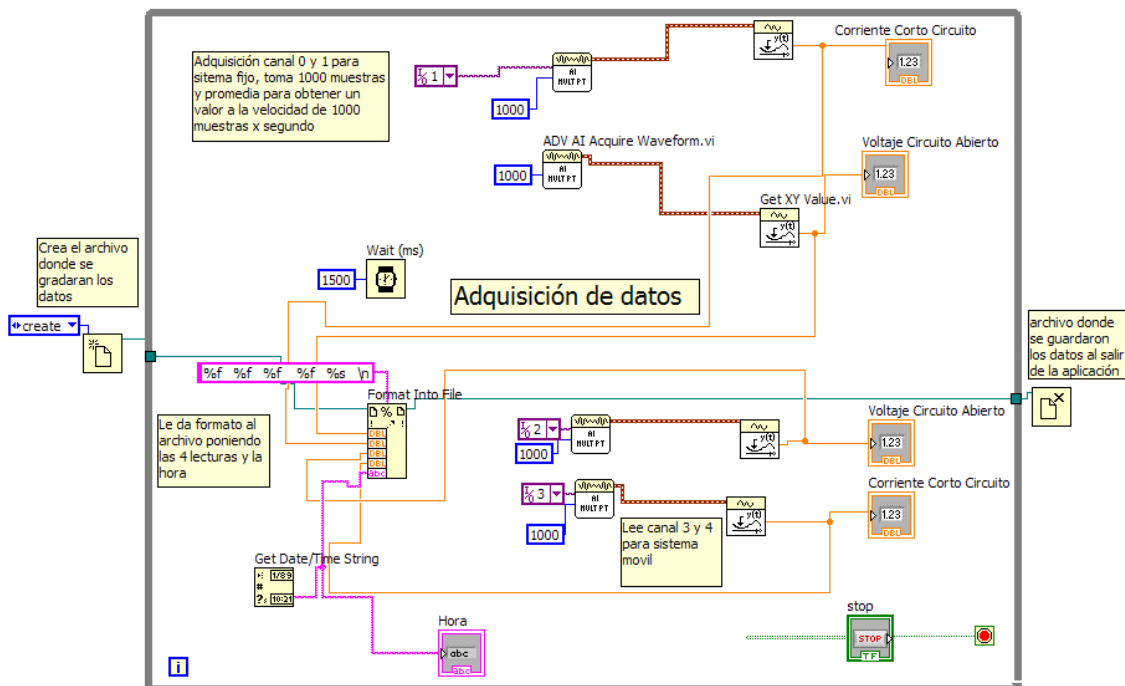 Adquisición canal 0 y 1 para
sitema fijo, toma 1000 muestras
y promedia para obtener un
valor a la velocidad de 1000
muestras x segundo
I/O 1
1000
AI
MULT PT
y(t)
Corriente Corto Circuito
1.23
DBL
ADV AI Acquire Waveform.vi
1000
AI
MULT PT
Get XY Value.vi
y(t)
Voltaje Circuito Abierto
1.23
DBL
Crea el archivo
donde se
gradaran los
datos
create
Wait (ms)
1500
Adquisición de datos
archivo donde
se guardaron
los datos al salir
de la aplicación
%f %f %f %f %s \n
Format Into File
%
DBL
DBL
DBL
DBL
abc
Le da formato al
archivo poniendo
las 4 lecturas y la
hora
I/O 2
1000
AI
MULT PT
y(t)
Voltaje Circuito Abierto
1.23
DBL
I/O 3
1000
AI
MULT PT
y(t)
Corriente Corto Circuito
1.23
DBL
Lee canal 3 y 4
para sistema
movil
Get Date/Time String
1/89
#
10:21
Hora
abc
abc
stop
STOP
TF
i